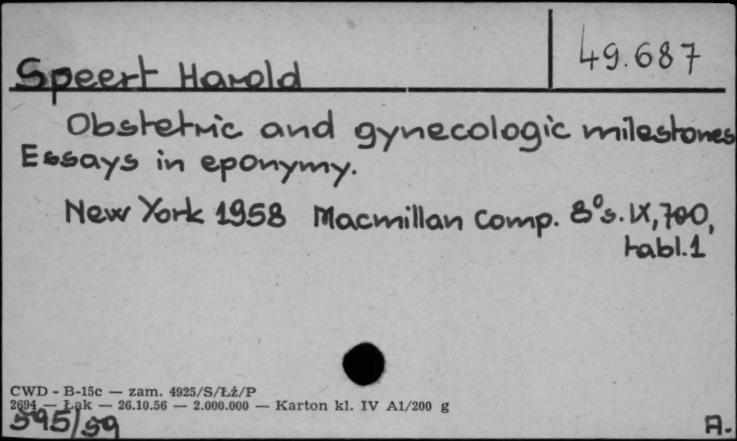 49.687
Speert Harold
Obstetric and gynecologic milestones
Essays in eponymy.
New York 1958 Macmillan Comp. 8°s. IX, 700,
tabl. 1
CWD - B-15c — zam. 4925/S/Łż/P
2694 — Łąk — 26.10.56 — 2.000.000 — Karton kl. IV A1/200 g
595/59
A.